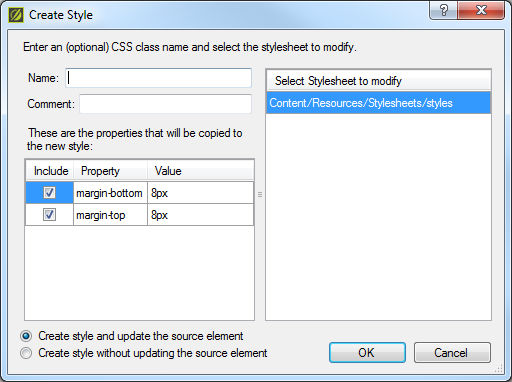 Create Style
Enter an (optional) CSS class name and select the stylesheet to modify.
Name:
Comment:
These are the properties that will be copied to
the new style:
Include Property Value
margin-bottom 8px
margin-top 8px
Select Stylesheet to modify
Content/Resources/Stylesheets/styles
Create style and update the source element
Create style without updating the source element
OK Cancel